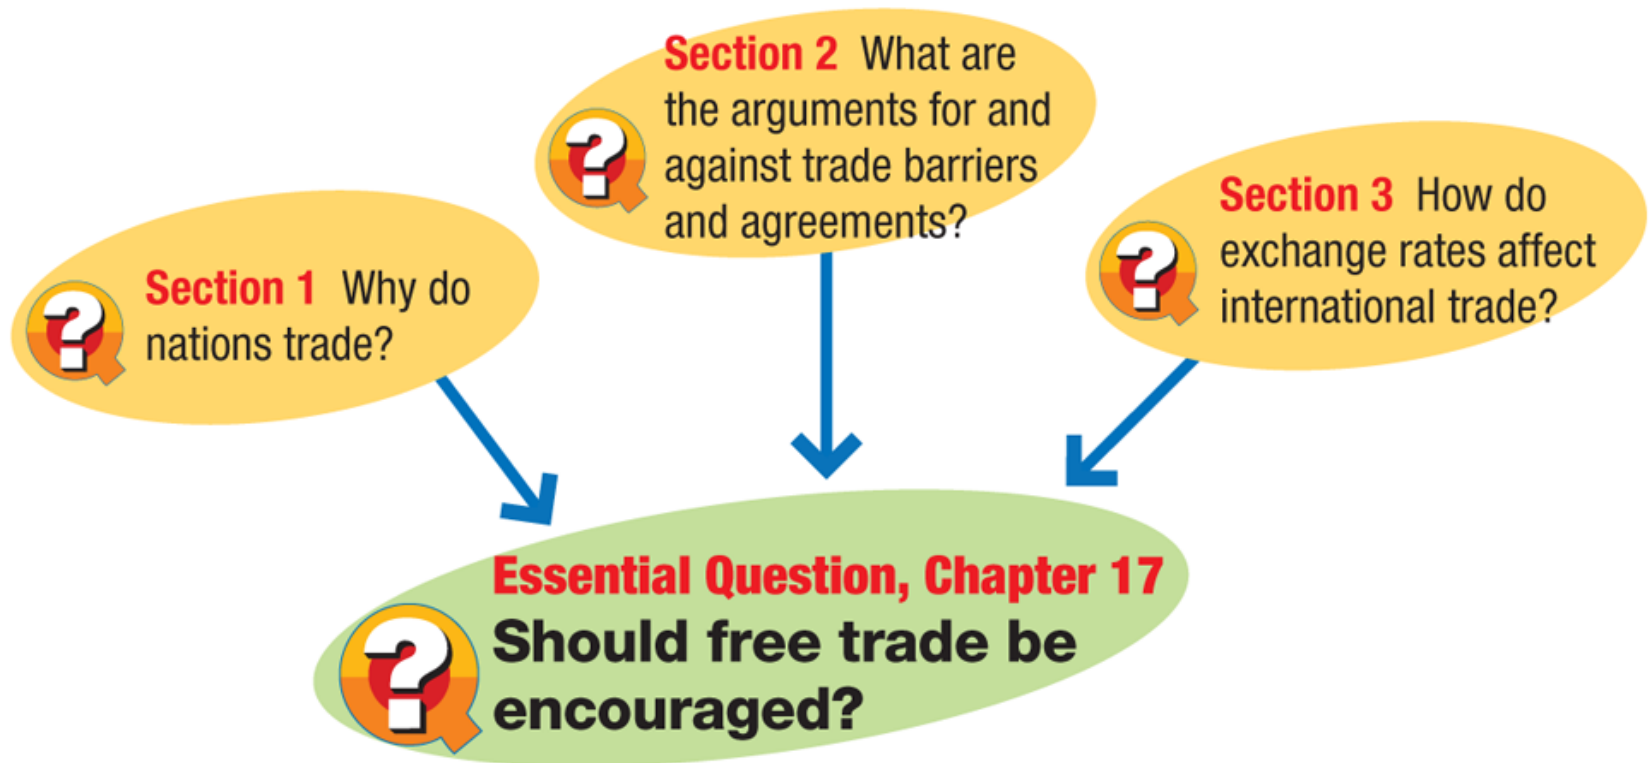 Section 1 Why do
nations trade?
Section 2 What are
the arguments for and
against trade barriers
and agreements?
Section 3 How do
exchange rates affect
international trade?
Essential Question, Chapter 17
Should free trade be
encouraged?